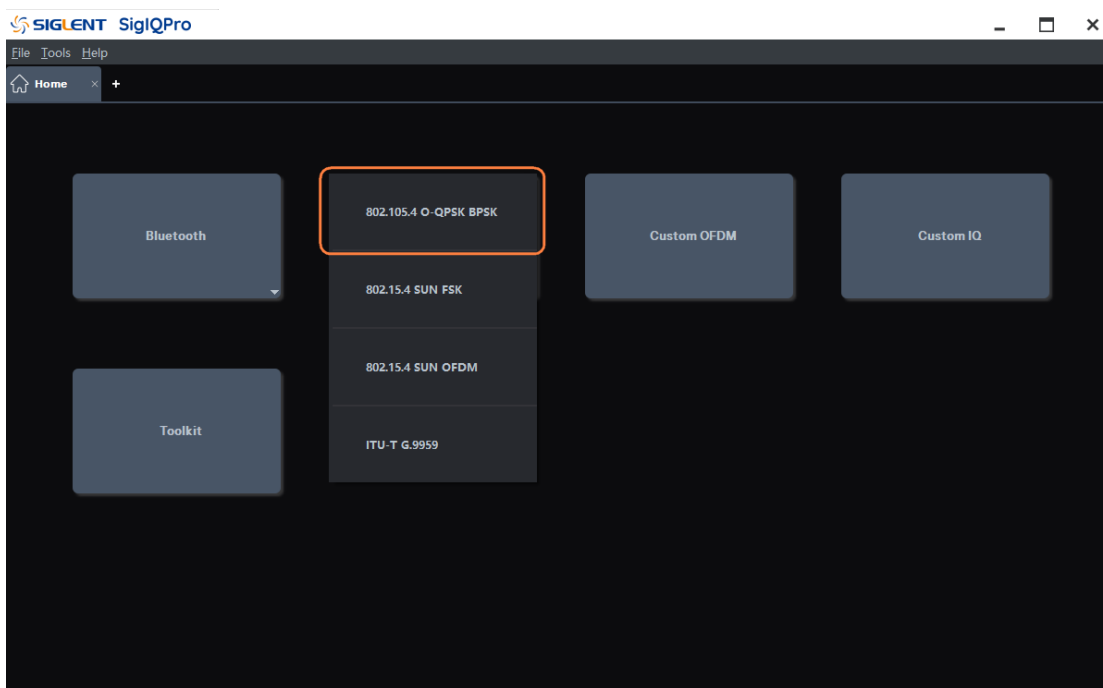 SIGLENT SigIQPro
File Tools Help
Home × +
Bluetooth
802.105.4 O-QPSK BPSK
802.15.4 SUN FSK
802.15.4 SUN OFDM
ITU-T G.9959
Custom OFDM
Custom IQ
Toolkit